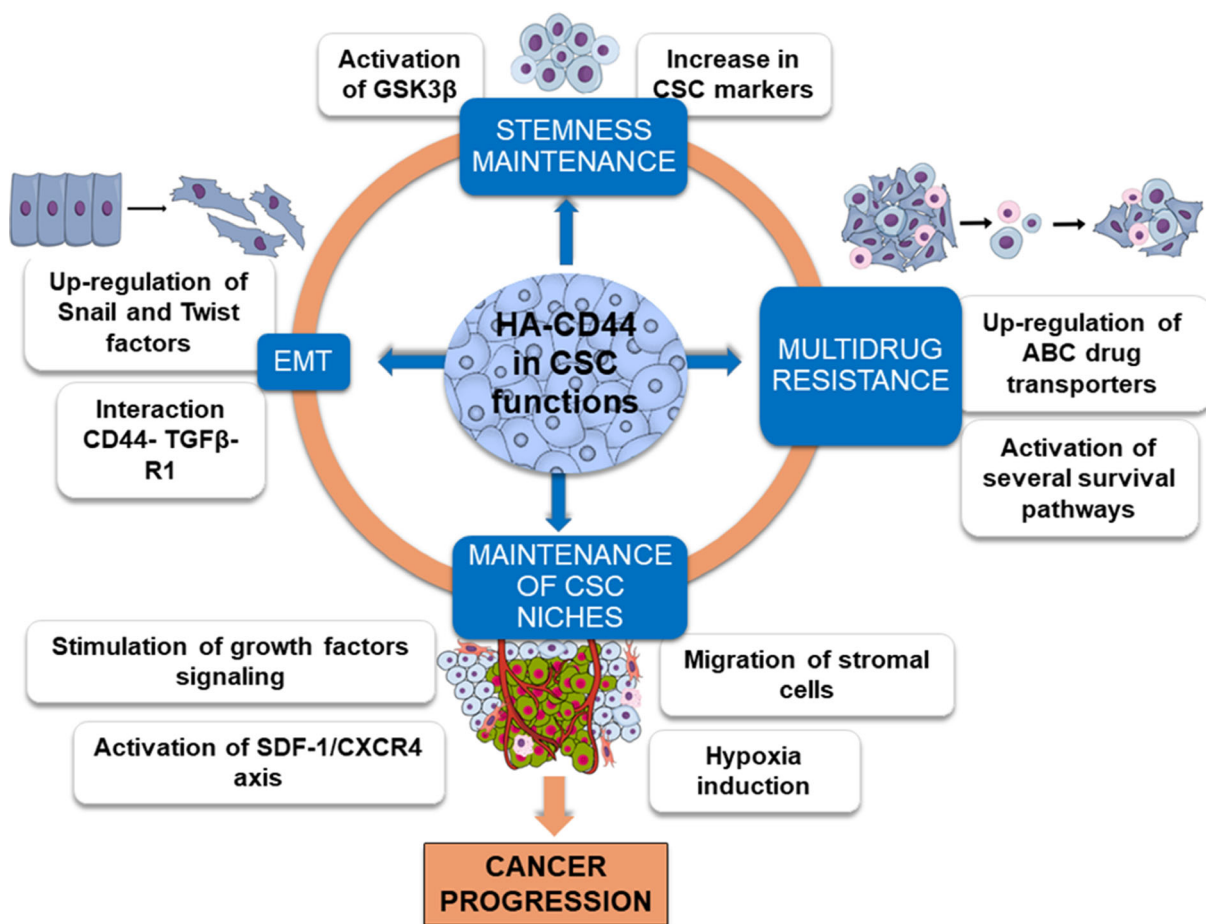 Activation
of GSK3β
Increase in
CSC markers
STEMNESS
MAINTENANCE
Up-regulation of
Snail and Twist
factors
EMT
Interaction
CD44- TGFβ-
R1
HA-CD44
in CSC
functions
MULTIDRUG
RESISTANCE
Up-regulation of
ABC drug
transporters
Activation of
several survival
pathways
MAINTENANCE
OF CSC
NICHES
Stimulation of growth factors
signaling
Activation of SDF-1/CXCR4
axis
Migration of stromal
cells
Hypoxia
induction
CANCER
PROGRESSION